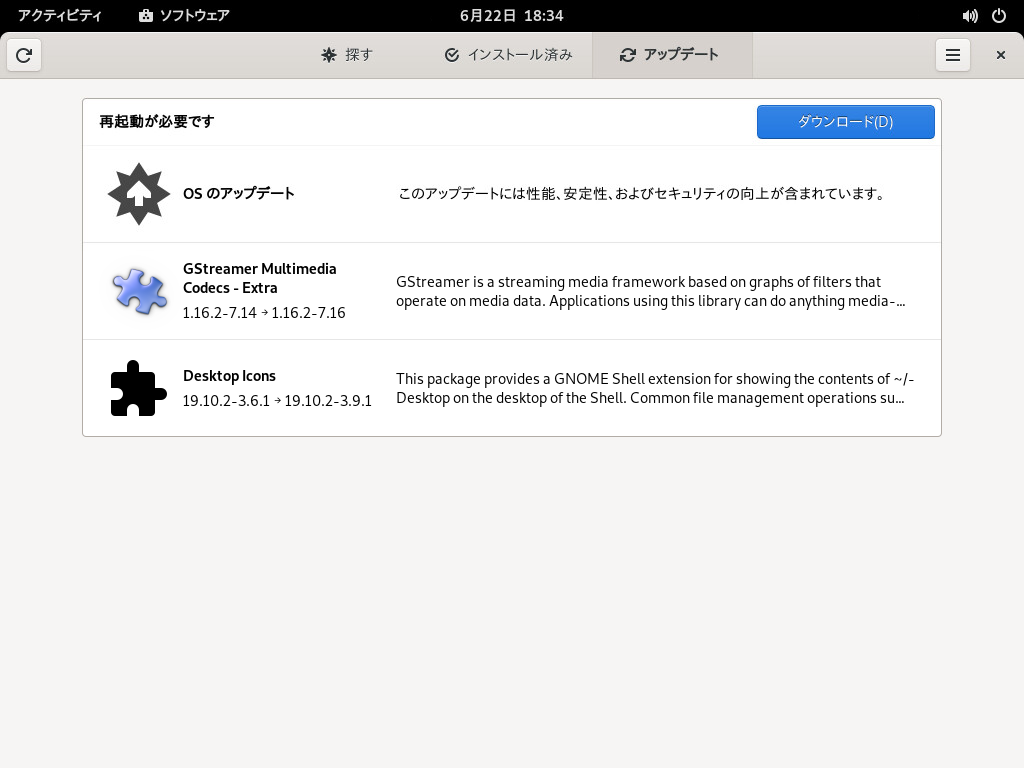 アクティビティ ソフトウェア 6月22日 18:34
探す インストール済み アップデート
再起動が必要です ダウンロード(D)
OS のアップデート このアップデートには性能、安定性、およびセキュリティの向上が含まれています。
GStreamer Multimedia
Codecs - Extra
1.16.2-7.14 → 1.16.2-7.16
GStreamer is a streaming media framework based on graphs of filters that
operate on media data. Applications using this library can do anything media-…
Desktop Icons
19.10.2-3.6.1 → 19.10.2-3.9.1
This package provides a GNOME Shell extension for showing the contents of ~/-
Desktop on the desktop of the Shell. Common file management operations su…